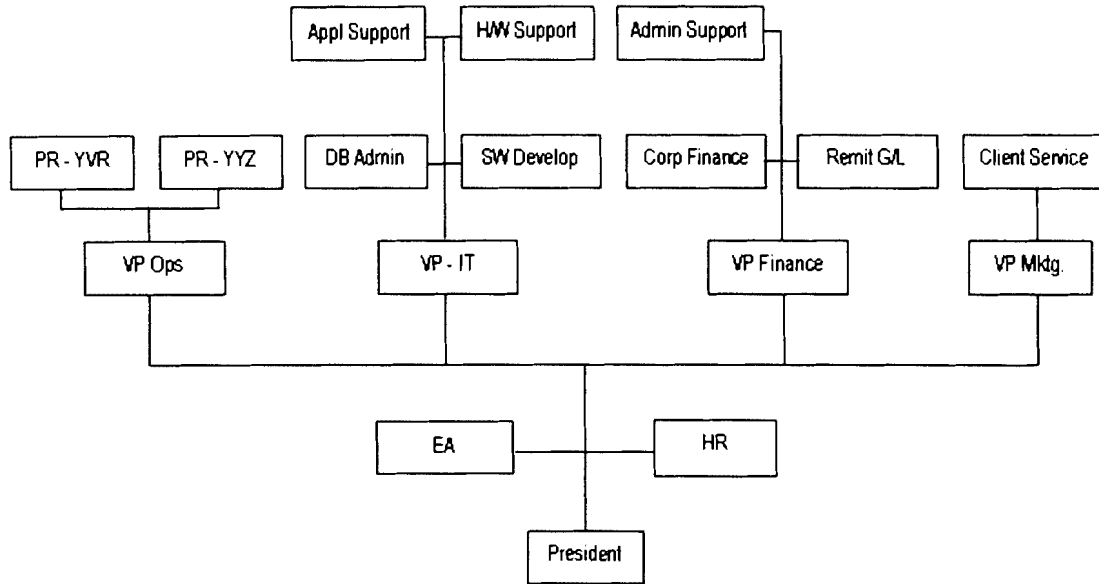 Appl Support
H/W Support
Admin Support
PR - YVR
PR - YYZ
DB Admin
SW Develop
Corp Finance
Remit G/L
Client Service
VP Ops
VP - IT
VP Finance
VP Mktg.
EA
HR
President